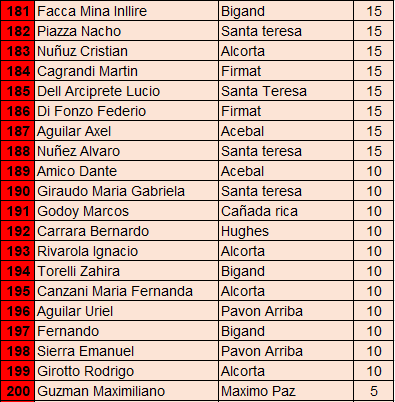 181 Facca Mina Inllire Bigand 15
182 Piazza Nacho Santa teresa 15
183 Nuñuz Cristian Alcorta 15
184 Cagrandi Martin Firmat 15
185 Dell Arciprete Lucio Santa Teresa 15
186 Di Fonzo Federio Firmat 15
187 Aguilar Axel Acebal 15
188 Nuñez Alvaro Santa teresa 15
189 Amico Dante Acebal 10
190 Giraudo Maria Gabriela Santa teresa 10
191 Godoy Marcos Cañada rica 10
192 Carrara Bernardo Hughes 10
193 Rivarola Ignacio Alcorta 10
194 Torelli Zahira Bigand 10
195 Canzani Maria Fernanda Alcorta 10
196 Aguilar Uriel Pavon Arriba 10
197 Fernando Bigand 10
198 Sierra Emanuel Pavon Arriba 10
199 Girotto Rodrigo Alcorta 10
200 Guzman Maximiliano Maximo Paz 5